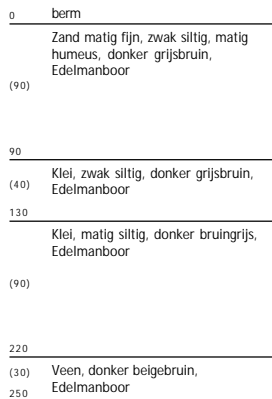 0 berm
Zand matig fijn, zwak siltig, matig
humeus, donker grijsbruin,
Edelmanboor
(90)
90
Klei, zwak siltig, donker grijsbruin,
(40) Edelmanboor
130
Klei, matig siltig, donker bruingrijs,
Edelmanboor
(90)
220
(30) Veen, donker beigebruin,
250 Edelmanboor